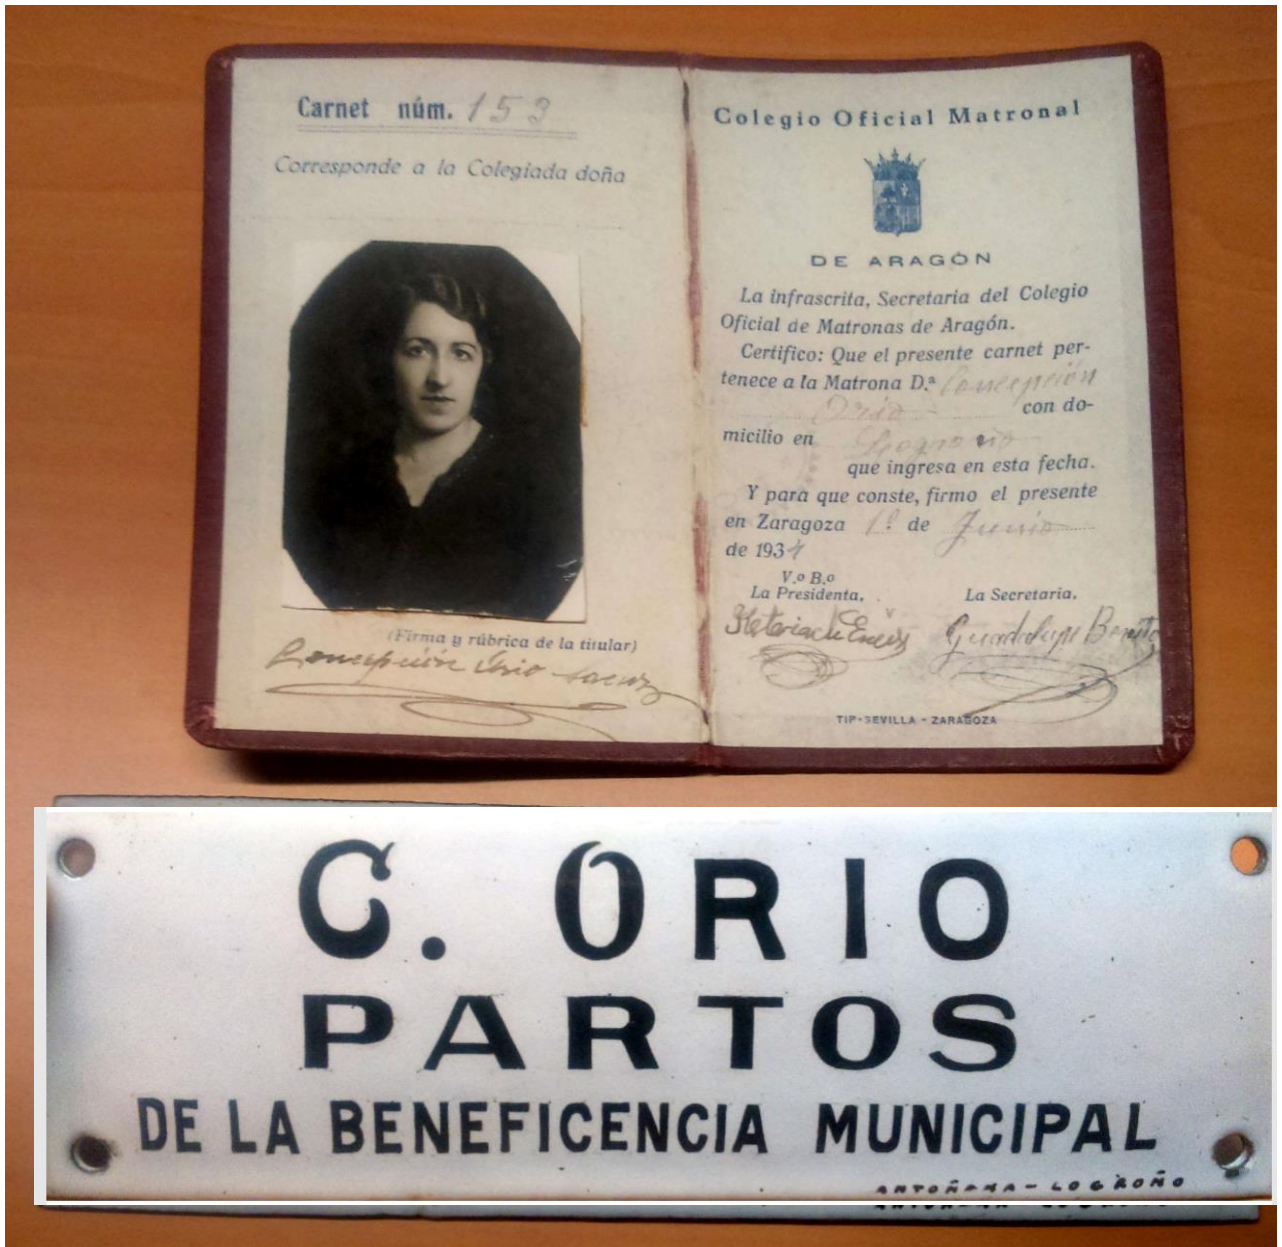 Carnet núm. 153
Corresponde a la Colegiada doña
(Firma y rúbrica de la titular)
Concepción Orio Saenz
Colegio Oficial Matronal
DE ARAGÓN
La infrascrita, Secretaria del Colegio
Oficial de Matronas de Aragón.
Certifico: Que el presente carnet per-
tenece a la Matrona D.ª Concepción
Orio con do-
micilio en Logroño
que ingresa en esta fecha.
Y para que conste, firmo el presente
en Zaragoza 1º de Junio
de 1934
V.º B.º
La Presidenta,
La Secretaria,
Guadalupe Benito
TIP-SEVILLA - ZARAGOZA
C. ORIO
PARTOS
DE LA BENEFICENCIA MUNICIPAL
ANTOÑANA - LOGROÑO